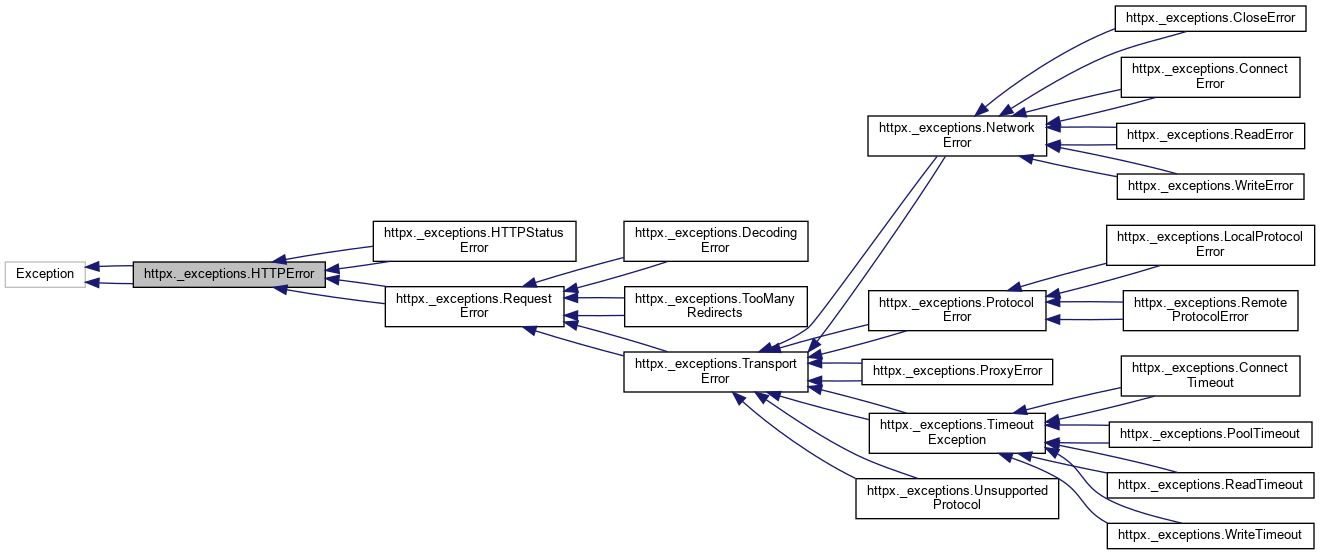 Exception
httpx._exceptions.HTTPError
httpx._exceptions.HTTPStatus
Error
httpx._exceptions.Request
Error
httpx._exceptions.Decoding
Error
httpx._exceptions.TooMany
Redirects
httpx._exceptions.Transport
Error
httpx._exceptions.Network
Error
httpx._exceptions.Protocol
Error
httpx._exceptions.ProxyError
httpx._exceptions.Timeout
Exception
httpx._exceptions.Unsupported
Protocol
httpx._exceptions.CloseError
httpx._exceptions.Connect
Error
httpx._exceptions.ReadError
httpx._exceptions.WriteError
httpx._exceptions.LocalProtocol
Error
httpx._exceptions.Remote
ProtocolError
httpx._exceptions.Connect
Timeout
httpx._exceptions.PoolTimeout
httpx._exceptions.ReadTimeout
httpx._exceptions.WriteTimeout